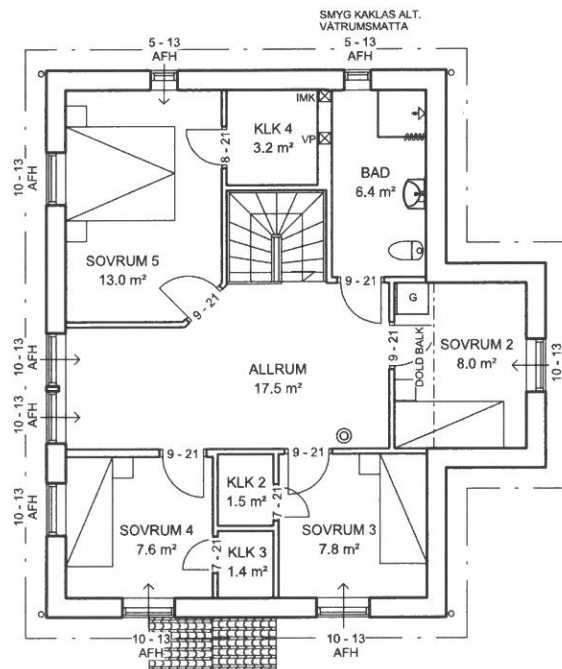 SMYG KAKLAS ALT.
VÅTRUMSMATTA
5 - 13
AFH
5 - 13
AFH
IMK
KLK 4
3.2 m²
8 - 21
VP
BAD
6.4 m²
10 - 13
AFH
SOVRUM 5
13.0 m²
9 - 21
9 - 21
G
SOVRUM 2
8.0 m²
DOLD BALK
9 - 21
10 - 13
AFH
ALLRUM
17.5 m²
10 - 13
AFH
10 - 13
AFH
9 - 21
9 - 21
KLK 2
1.5 m²
7 - 21
10 - 13
AFH
SOVRUM 4
7.6 m²
SOVRUM 3
7.8 m²
KLK 3
1.4 m²
7 - 21
10 - 13
AFH
10 - 13
AFH